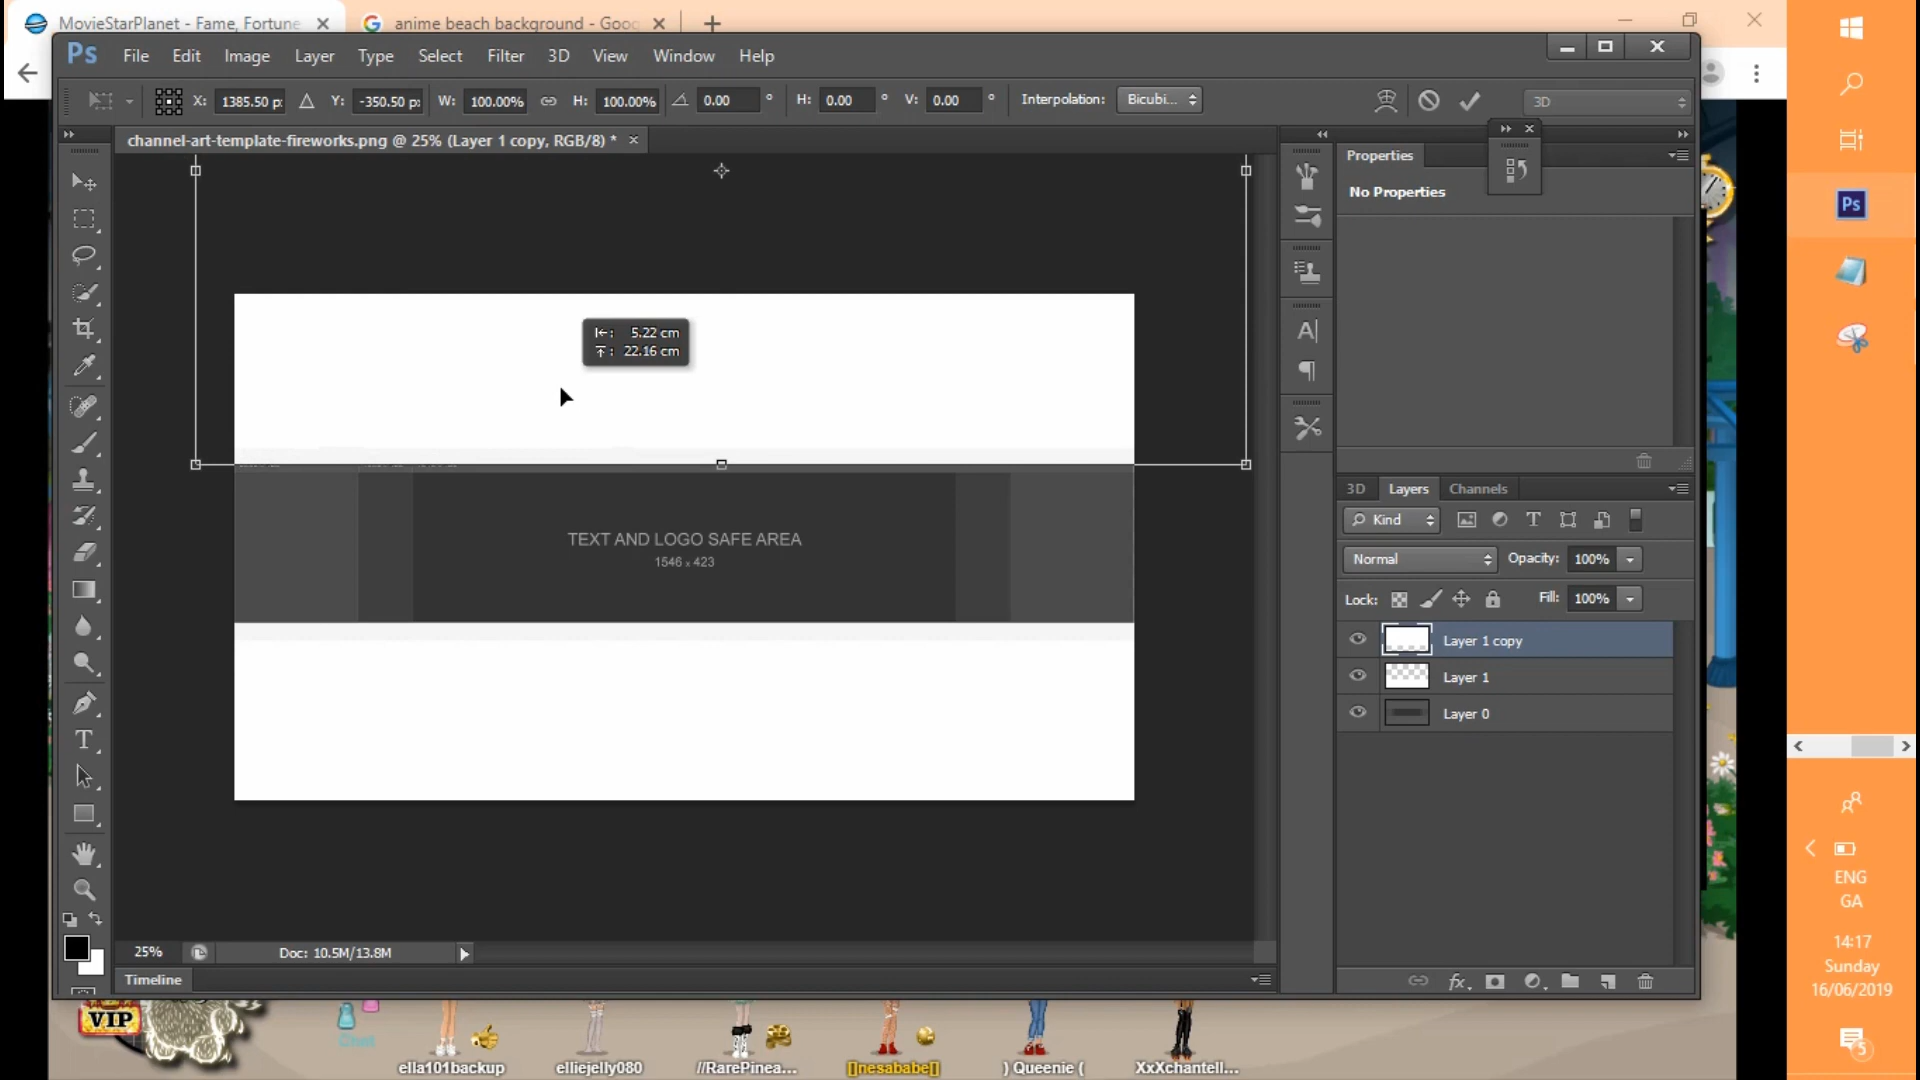 MovieStarPlanet - Fame, Fortune
anime beach background - Goog
Ps
File Edit Image Layer Type Select Filter 3D View Window Help
X: 1385.50 p: Y: -350.50 p: W: 100.00% H: 100.00% 0.00 ° H: 0.00 ° V: 0.00 ° Interpolation: Bicubi... 3D
channel-art-template-fireworks.png @ 25% (Layer 1 copy, RGB/8) *
Properties
No Properties
Ps
5.22 cm
22.16 cm
TEXT AND LOGO SAFE AREA
1546 x 423
3D Layers Channels
Kind
Normal Opacity: 100%
Lock: Fill: 100%
Layer 1 copy
Layer 1
Layer 0
25% Doc: 10.5M/13.8M
Timeline
ENG
GA
14:17
Sunday
16/06/2019
5
VIP
Chat
ella101backup
elliejelly080
//RarePinea...
[]nesababe[]
) Queenie (
XxXchantell...